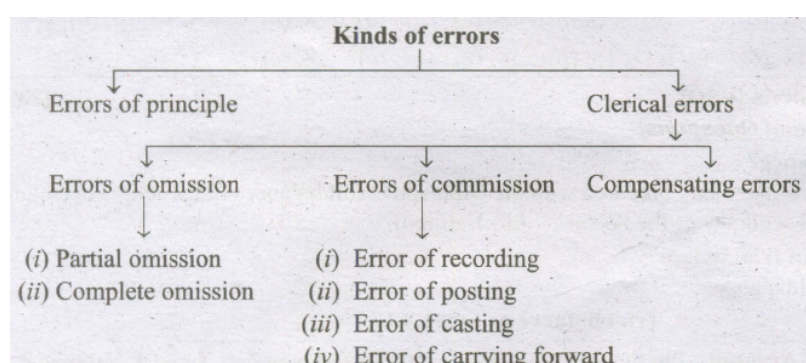 Kinds of errors
Errors of principle
Clerical errors
Errors of omission
Errors of commission
Compensating errors
(i) Partial omission
(ii) Complete omission
(i) Error of recording
(ii) Error of posting
(iii) Error of casting
(iv) Error of carrying forward